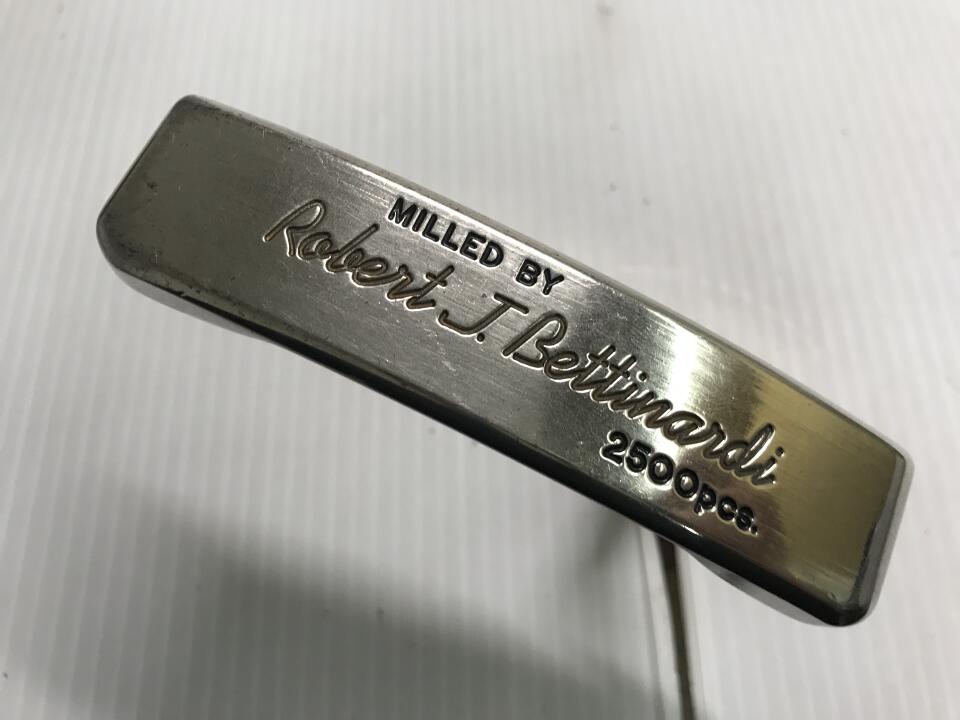 MILLED BY
Robert J. Bettinardi
2500pcs.